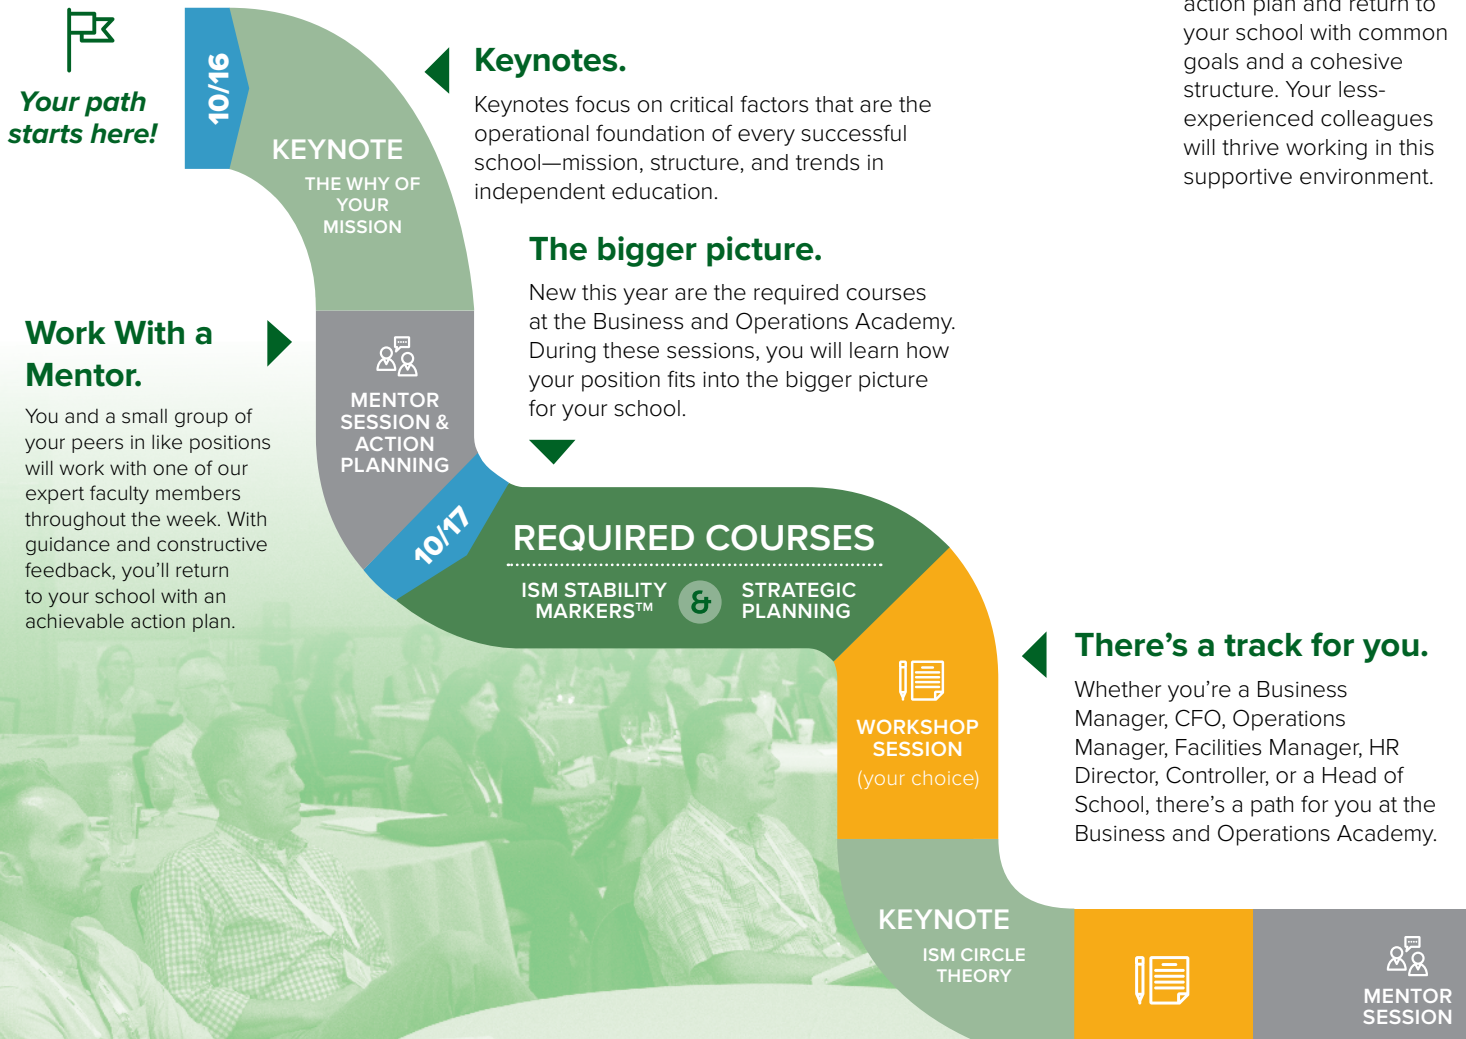 Your path
starts here!
10/16
KEYNOTE
THE WHY OF
YOUR
MISSION
Keynotes.
Keynotes focus on critical factors that are the
operational foundation of every successful
school—mission, structure, and trends in
independent education.
action plan and return to
your school with common
goals and a cohesive
structure. Your less-
experienced colleagues
will thrive working in this
supportive environment.
The bigger picture.
New this year are the required courses
at the Business and Operations Academy.
During these sessions, you will learn how
your position fits into the bigger picture
for your school.
Work With a
Mentor.
You and a small group of
your peers in like positions
will work with one of our
expert faculty members
throughout the week. With
guidance and constructive
feedback, you’ll return
to your school with an
achievable action plan.
MENTOR
SESSION &
ACTION
PLANNING
10/17
REQUIRED COURSES
ISM STABILITY
MARKERS™
&
STRATEGIC
PLANNING
WORKSHOP
SESSION
(your choice)
There’s a track for you.
Whether you’re a Business
Manager, CFO, Operations
Manager, Facilities Manager, HR
Director, Controller, or a Head of
School, there’s a path for you at the
Business and Operations Academy.
KEYNOTE
ISM CIRCLE
THEORY
MENTOR
SESSION